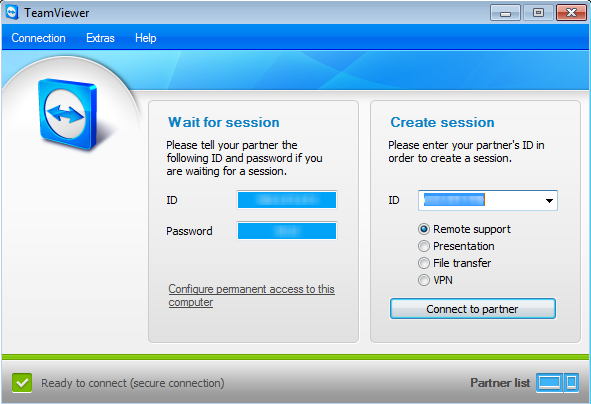 TeamViewer
Connection Extras Help
Wait for session
Please tell your partner the
following ID and password if you
are waiting for a session.
ID
Password
Configure permanent access to this
computer
Create session
Please enter your partner's ID in
order to create a session.
ID
Remote support
Presentation
File transfer
VPN
Connect to partner
Ready to connect (secure connection)
Partner list